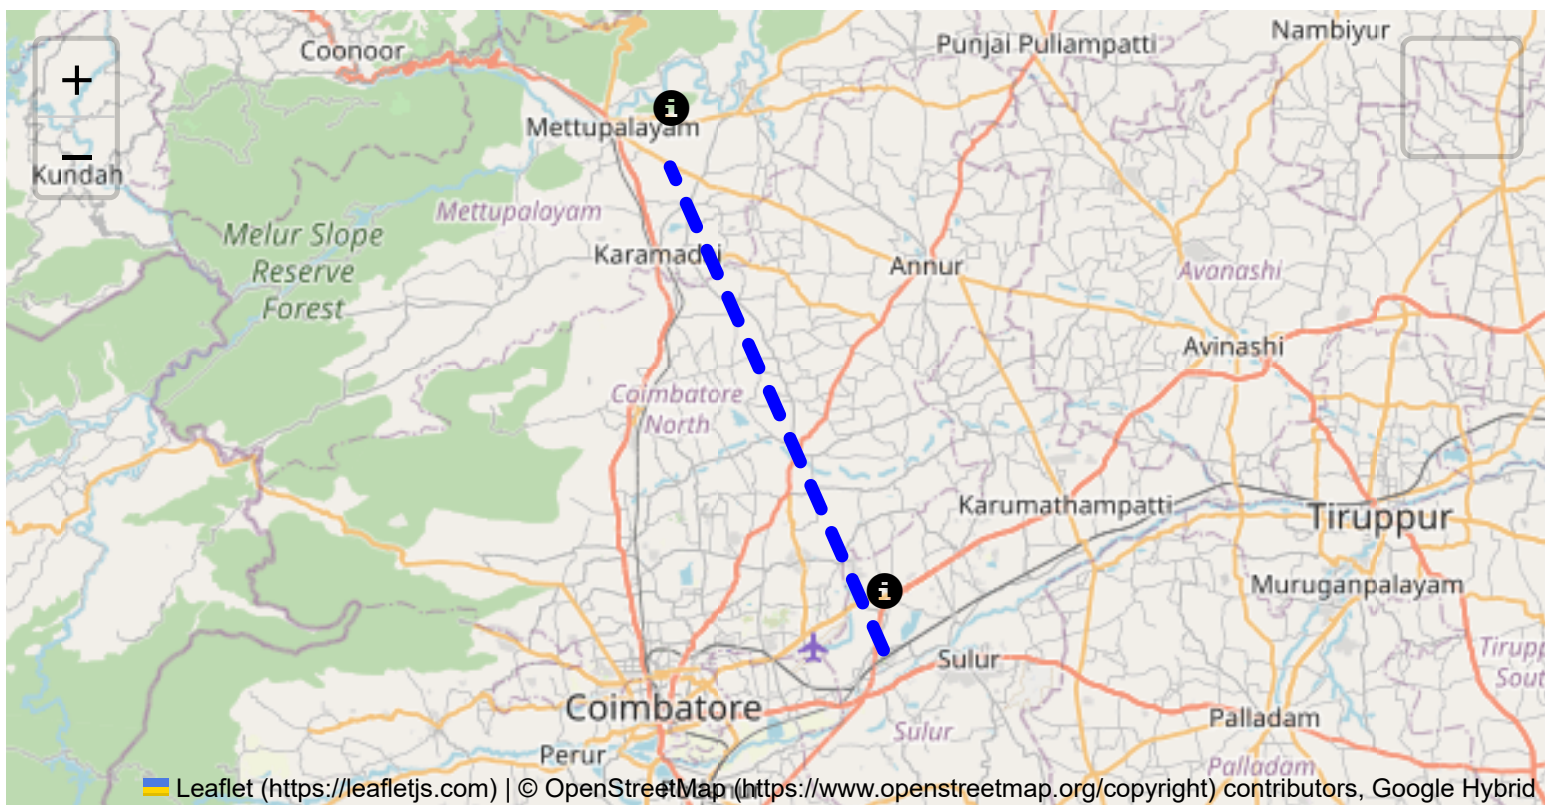 Coonoor
Punjai Puliampatti
Nambiyur
+
i
Mettupalayam
−
Kundah
Mettupalayam
Melur Slope
Reserve
Forest
Karamadai
Annur
Avanashi
Avinashi
Coimbatore
North
Karumathampatti
Tiruppur
i
Muruganpalayam
Sulur
Tirupp
Sout
Coimbatore
Sulur
Palladam
Perur
Palladam
Leaflet (https://leafletjs.com) | © OpenStreetMap (https://www.openstreetmap.org/copyright) contributors, Google Hybrid